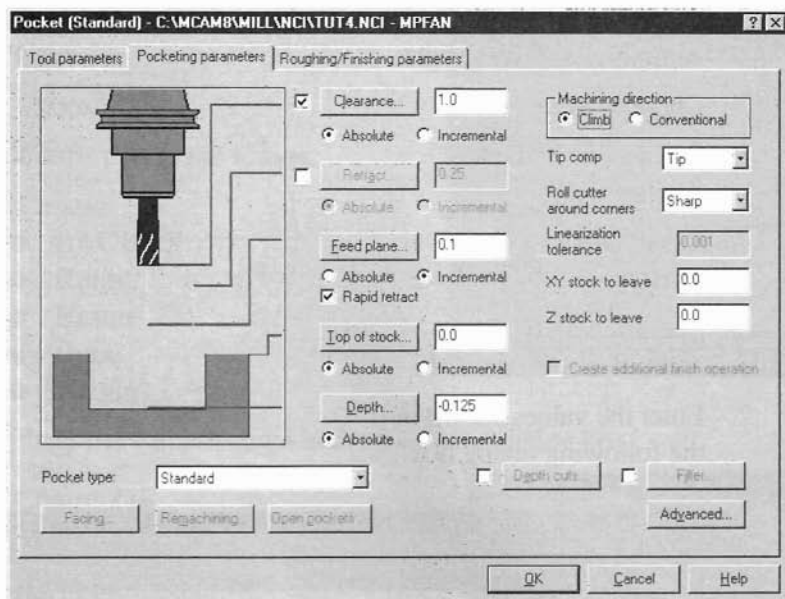 Pocket (Standard) - C:\MCAM8\MILL\NCI\TUT4.NCI - MPFAN
Tool parameters
Pocketing parameters
Roughing/Finishing parameters
Clearance...
1.0
Absolute
Incremental
Retract...
0.25
Absolute
Incremental
Feed plane...
0.1
Absolute
Incremental
Rapid retract
Top of stock...
0.0
Absolute
Incremental
Depth...
-0.125
Absolute
Incremental
Machining direction
Climb
Conventional
Tip comp
Tip
Roll cutter
around corners
Sharp
Linearization
tolerance
0.001
XY stock to leave
0.0
Z stock to leave
0.0
Create additional finish operation
Pocket type:
Standard
Depth cuts...
Filter...
Facing...
Remachining...
Open pockets...
Advanced...
OK
Cancel
Help